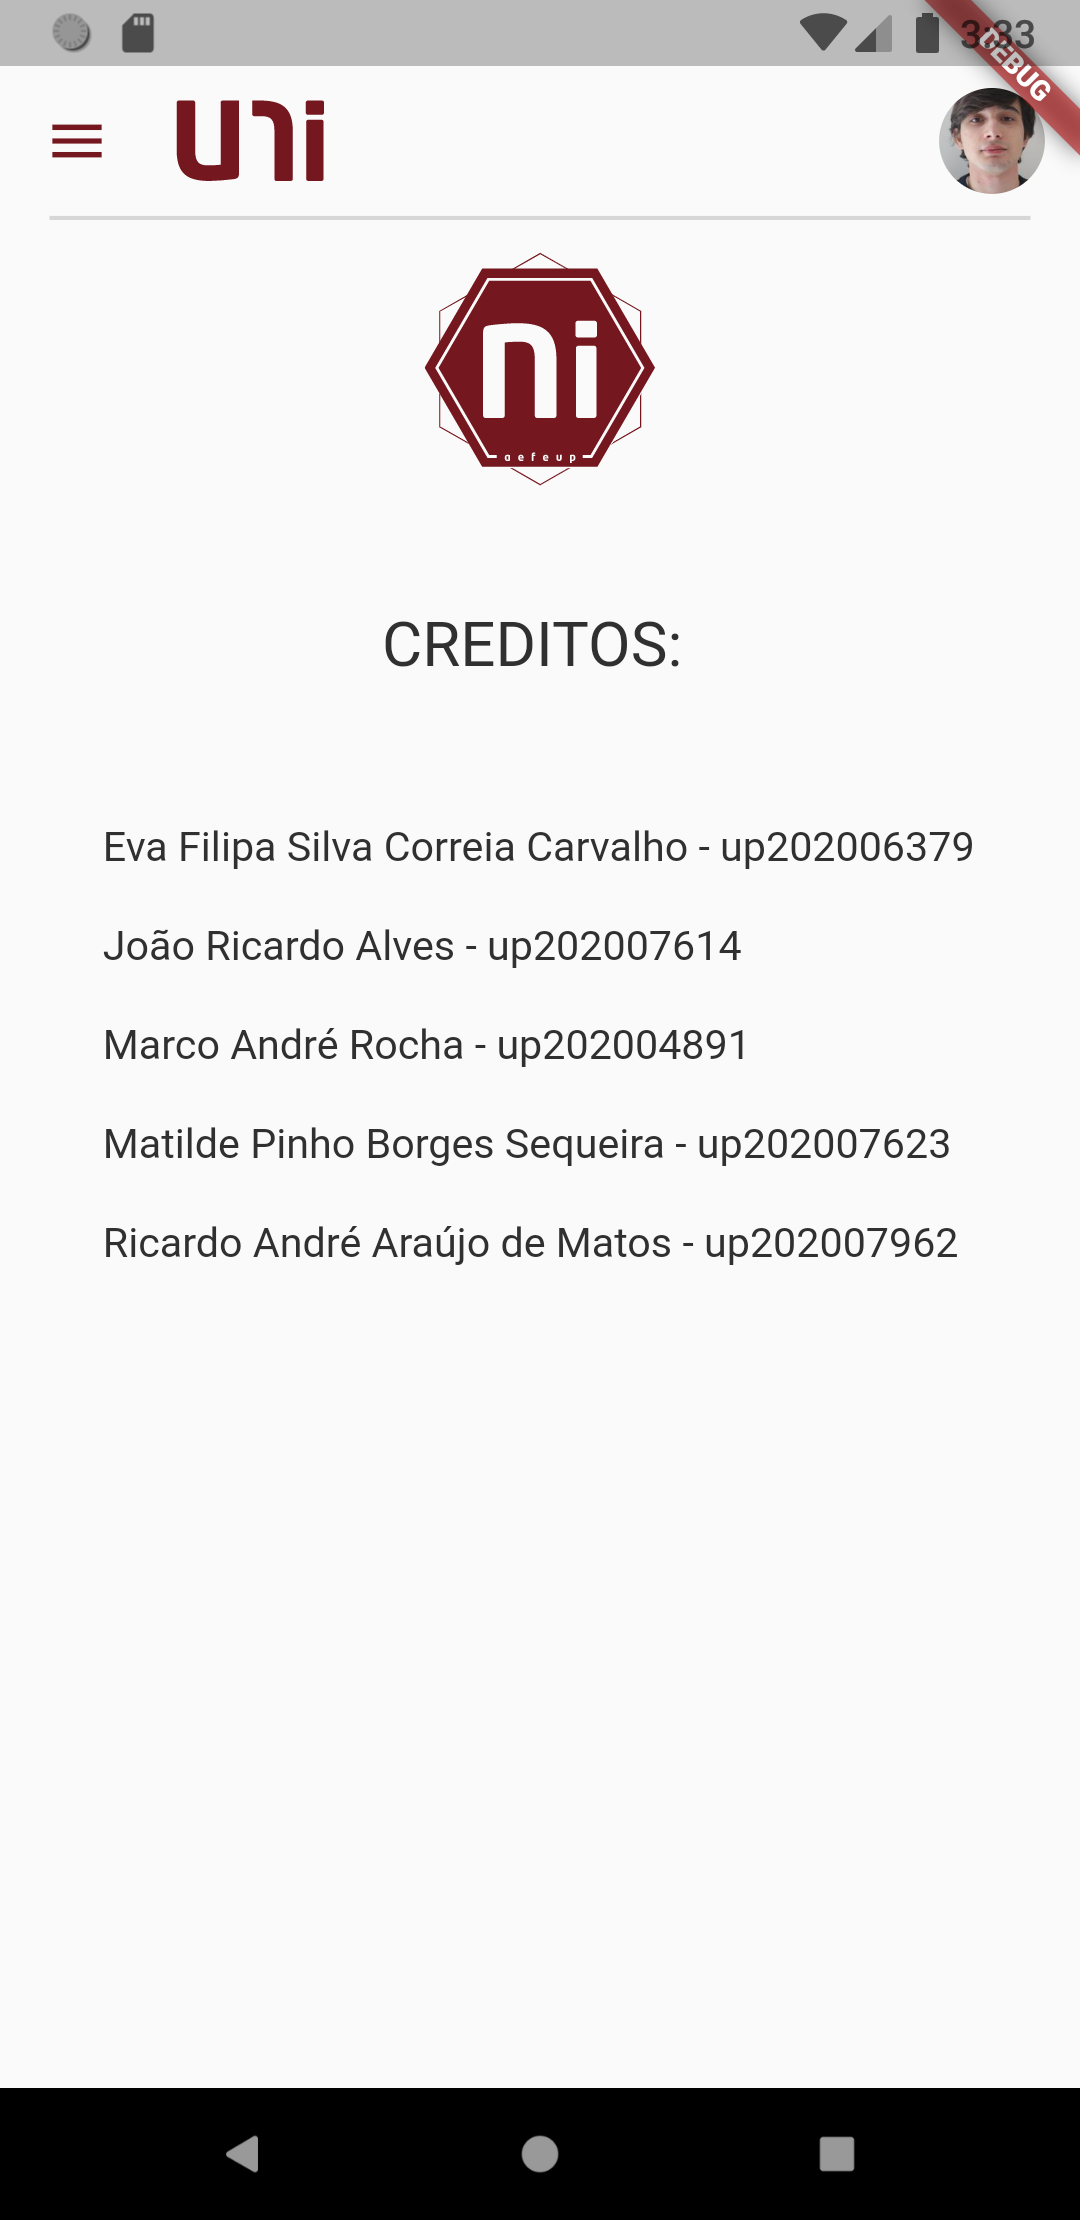 3:33
DEBUG
uni
ni
aefeup
CREDITOS:
Eva Filipa Silva Correia Carvalho - up202006379
João Ricardo Alves - up202007614
Marco André Rocha - up202004891
Matilde Pinho Borges Sequeira - up202007623
Ricardo André Araújo de Matos - up202007962